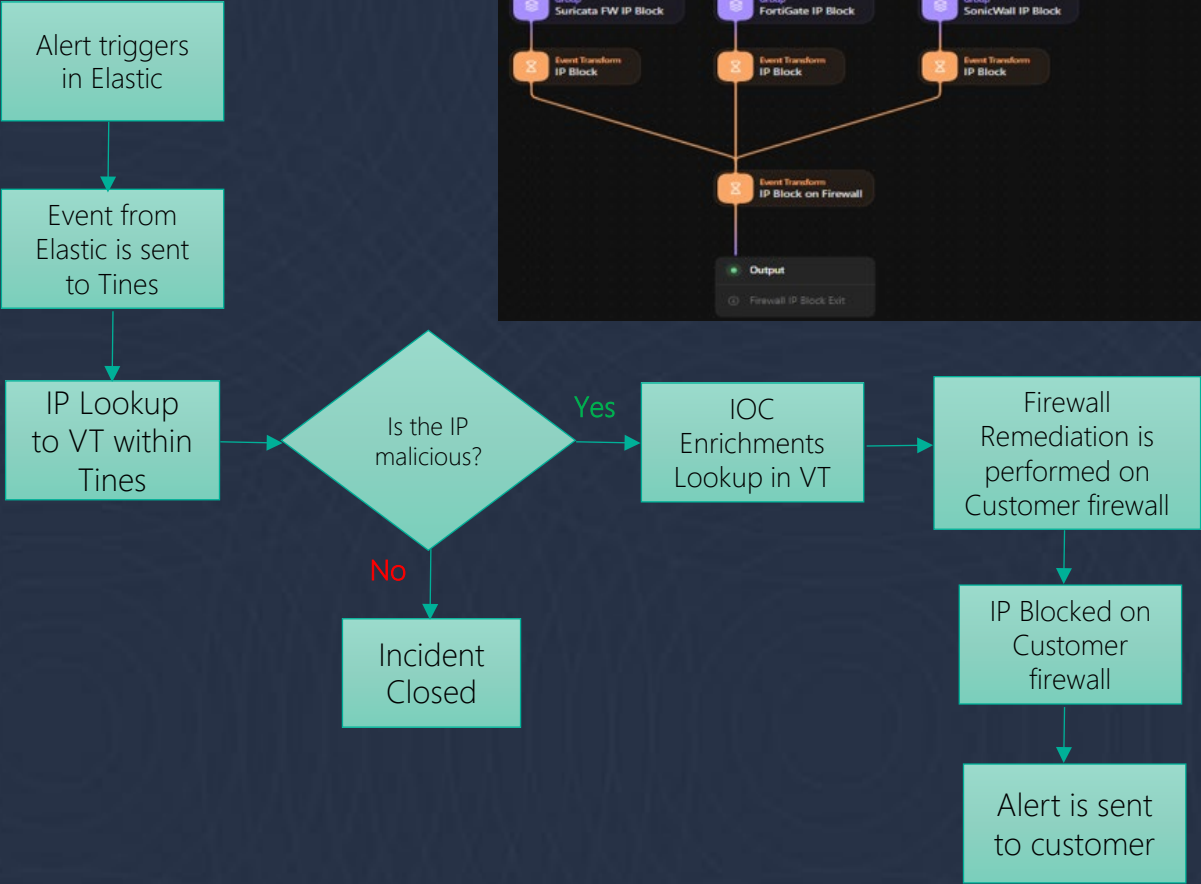 Alert triggers
in Elastic
Event from
Elastic is sent
to Tines
IP Lookup
to VT within
Tines
Is the IP
malicious?
Yes
No
Incident
Closed
IOC
Enrichments
Lookup in VT
Firewall
Remediation is
performed on
Customer firewall
IP Blocked on
Customer
firewall
Alert is sent
to customer
Suricata FW IP Block
FortiGate IP Block
SonicWall IP Block
Event Transform
IP Block
Event Transform
IP Block
Event Transform
IP Block
Event Transform
IP Block on Firewall
Output
Firewall IP Block Exit